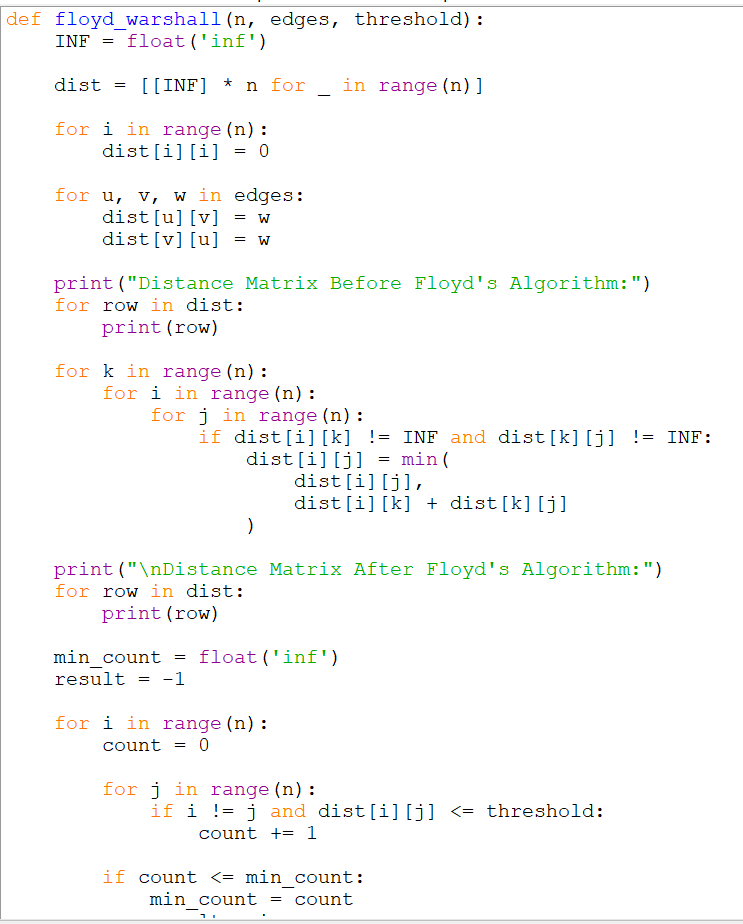 def floyd_warshall(n, edges, threshold):
    INF = float('inf')

    dist = [[INF] * n for _ in range(n)]

    for i in range(n):
        dist[i][i] = 0

    for u, v, w in edges:
        dist[u][v] = w
        dist[v][u] = w

    print("Distance Matrix Before Floyd's Algorithm:")
    for row in dist:
        print(row)

    for k in range(n):
        for i in range(n):
            for j in range(n):
                if dist[i][k] != INF and dist[k][j] != INF:
                    dist[i][j] = min(
                        dist[i][j],
                        dist[i][k] + dist[k][j]
                    )

    print("\nDistance Matrix After Floyd's Algorithm:")
    for row in dist:
        print(row)

    min_count = float('inf')
    result = -1

    for i in range(n):
        count = 0

        for j in range(n):
            if i != j and dist[i][j] <= threshold:
                count += 1

        if count <= min_count:
            min_count = count